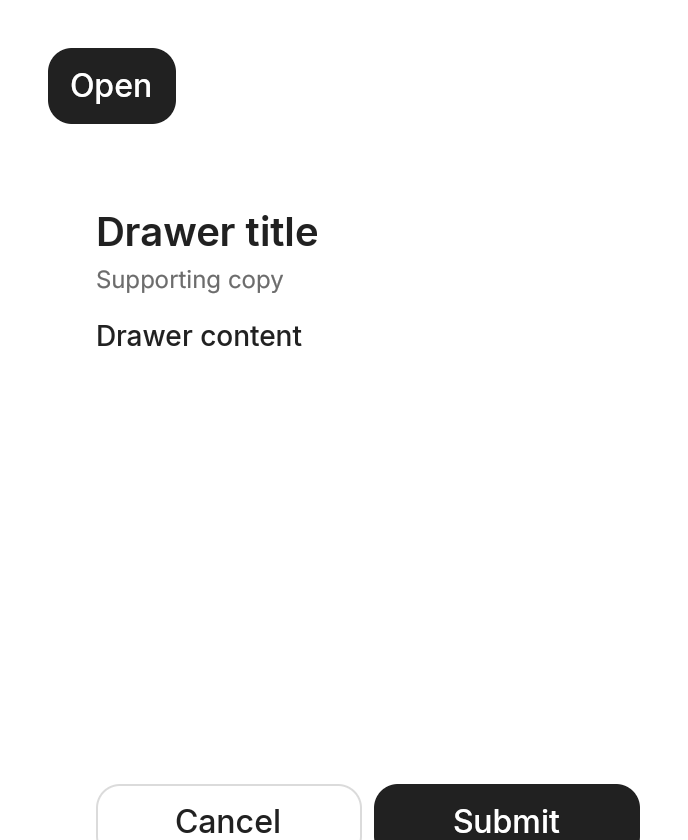 Open
Drawer title
Supporting copy
Drawer content
Cancel
Submit